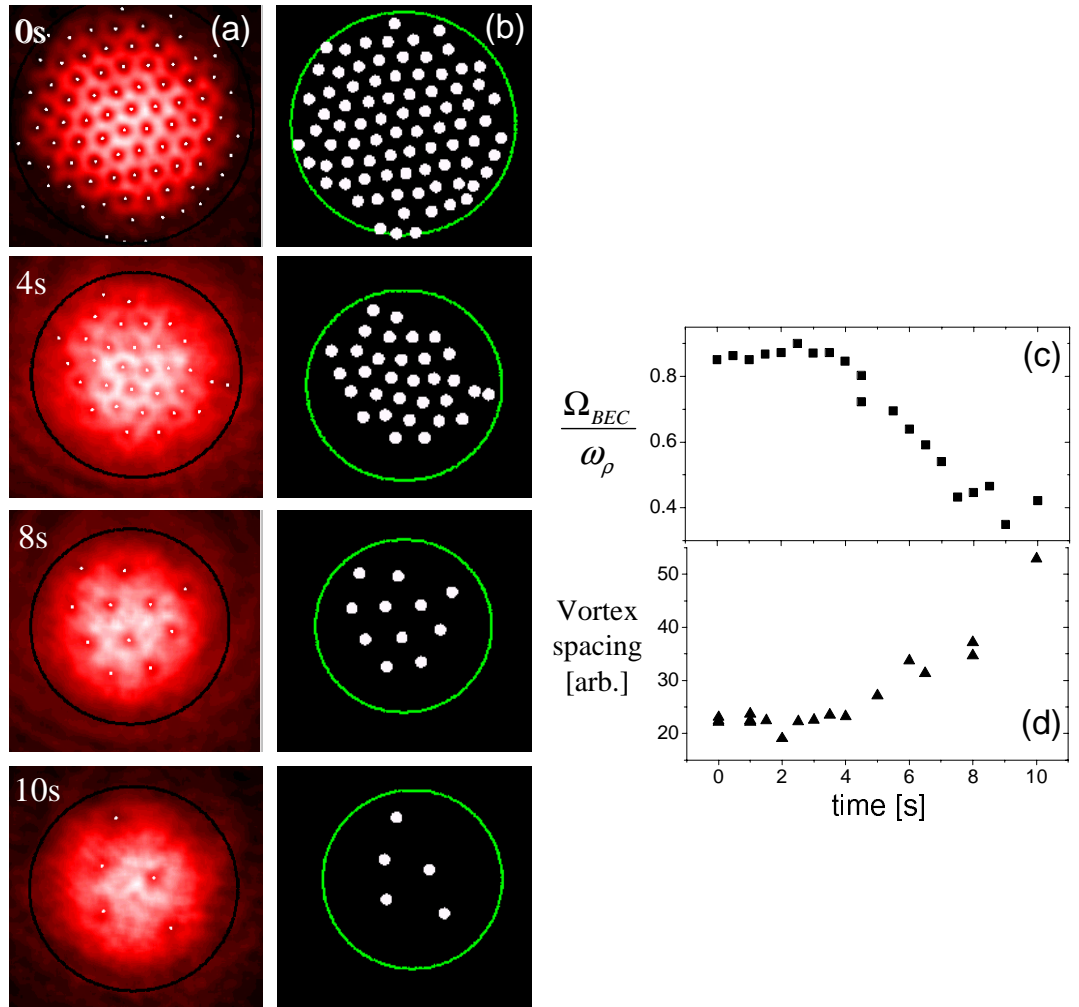 0s (a) (b)
4s
8s
10s
(c)
Ω_BEC
ω_ρ
0.8
0.6
0.4
Vortex
spacing
[arb.]
50
40
30
20
(d)
0 2 4 6 8 10
time [s]